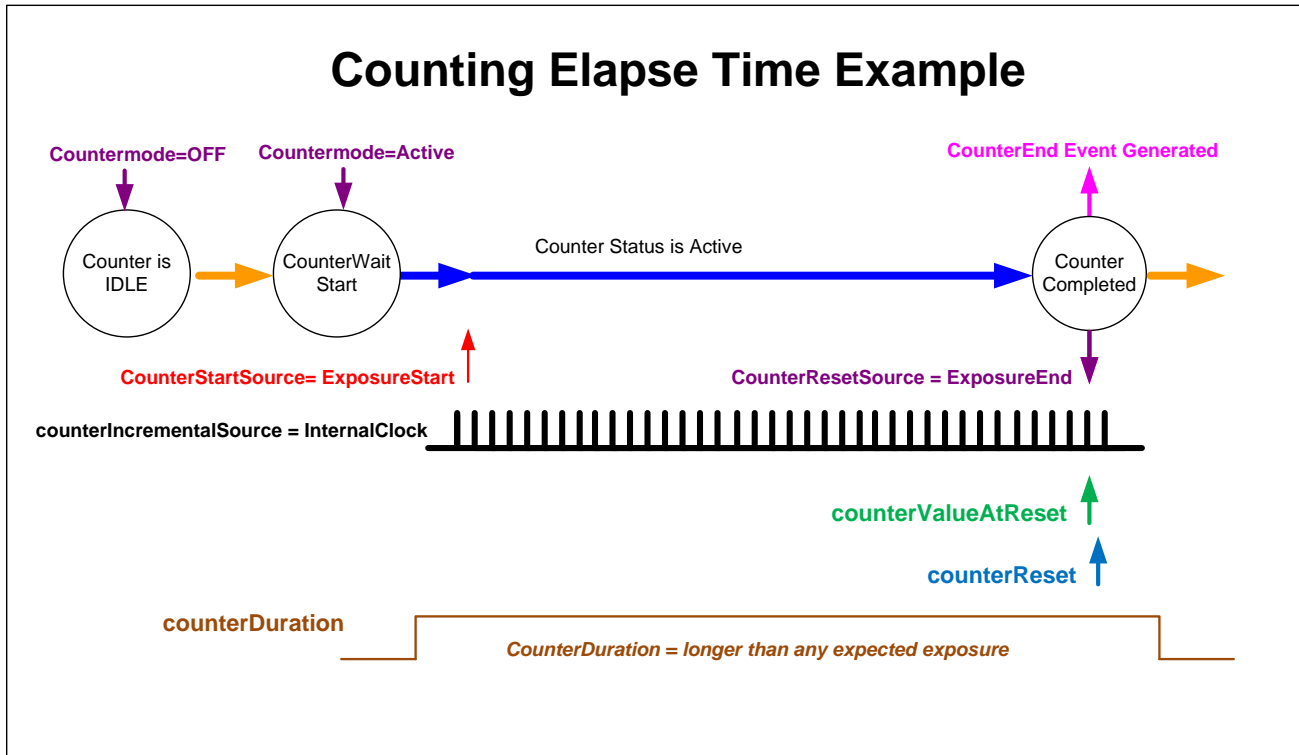 Counting Elapse Time Example
Countermode=OFF
Countermode=Active
CounterEnd Event Generated
Counter is
IDLE
CounterWait
Start
Counter Status is Active
Counter
Completed
CounterStartSource= ExposureStart
CounterResetSource = ExposureEnd
counterIncrementalSource = InternalClock
counterValueAtReset
counterReset
counterDuration
CounterDuration = longer than any expected exposure